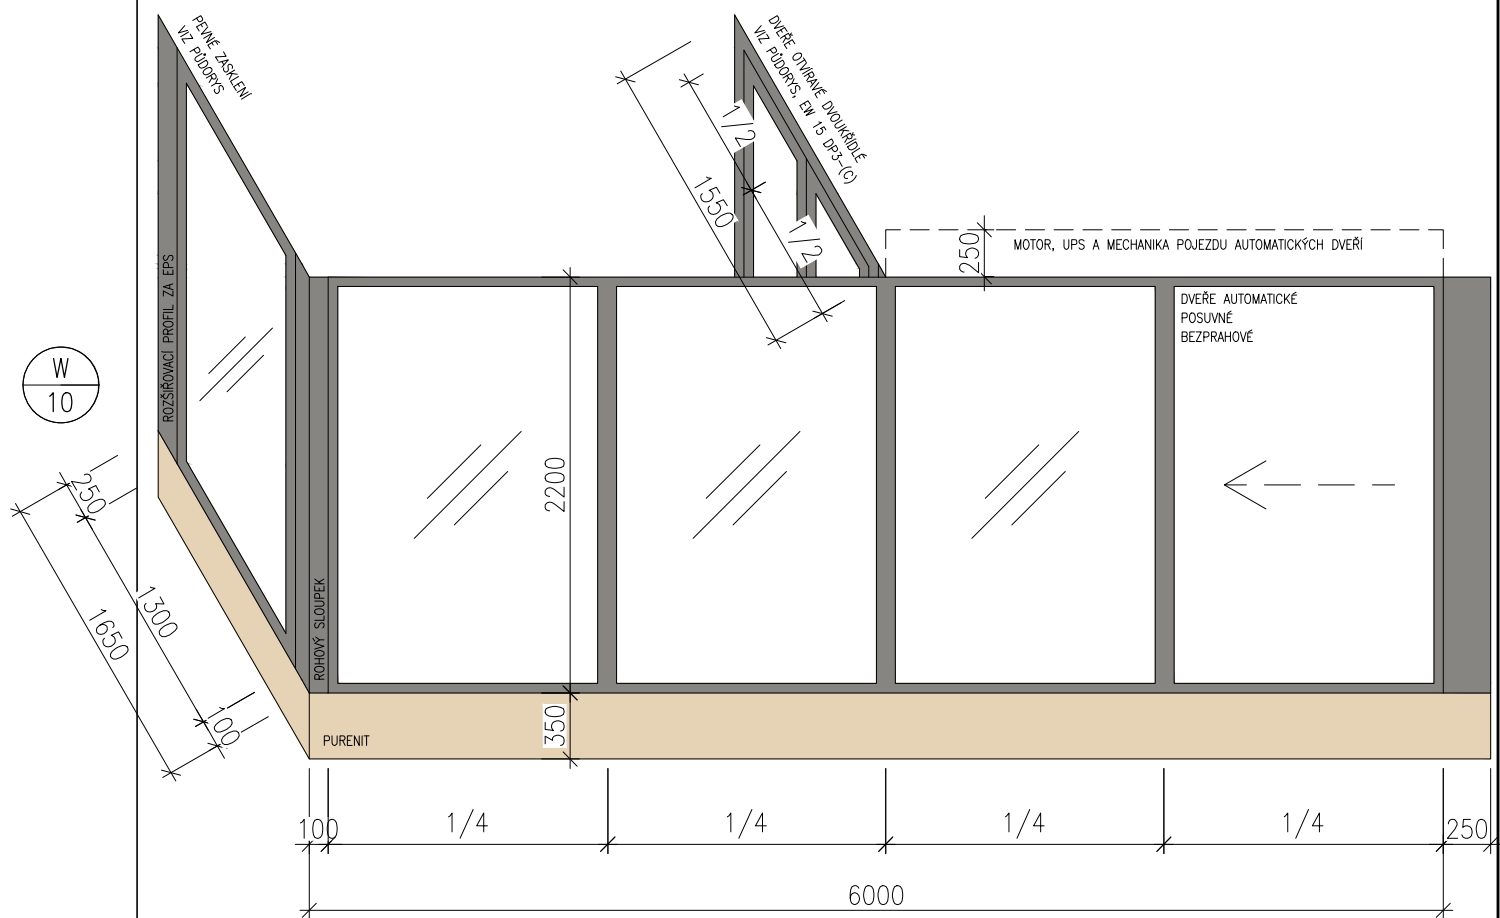 PEVNÉ ZASKLENÍ
VIZ PŮDORYS
DVEŘE OTVÍRAVÉ DVOUKŘÍDLÉ
VIZ PŮDORYS, EW 15 DP3-(C)
1/2
1/2
1550
250
MOTOR, UPS A MECHANIKA POJEZDU AUTOMATICKÝCH DVEŘÍ
DVEŘE AUTOMATICKÉ
POSUVNÉ
BEZPRAHOVÉ
ROZŠIŘOVACÍ PROFIL ZA EPS
W
10
2200
250
1300
1650
100
ROHOVÝ SLOUPEK
350
PURENIT
100
1/4
1/4
1/4
1/4
250
6000